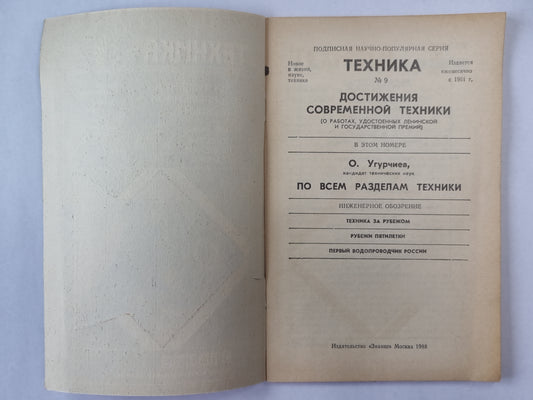 ПОДПИСНАЯ НАУЧНО-ПОПУЛЯРНАЯ СЕРИЯ
Новое
в жизни,
науке,
технике
ТЕХНИКА
№ 9
Издается
ежемесячно
с 1961 г.
ДОСТИЖЕНИЯ
СОВРЕМЕННОЙ ТЕХНИКИ
(О РАБОТАХ, УДОСТОЕННЫХ ЛЕНИНСКОЙ
И ГОСУДАРСТВЕННОЙ ПРЕМИЙ)
В ЭТОМ НОМЕРЕ
О. Угурчиев,
кандидат технических наук
ПО ВСЕМ РАЗДЕЛАМ ТЕХНИКИ
ИНЖЕНЕРНОЕ ОБОЗРЕНИЕ
ТЕХНИКА ЗА РУБЕЖОМ
РУБЕЖИ ПЯТИЛЕТКИ
ПЕРВЫЙ ВОДОПРОВОДЧИК РОССИИ
Издательство «Знание» Москва 1988